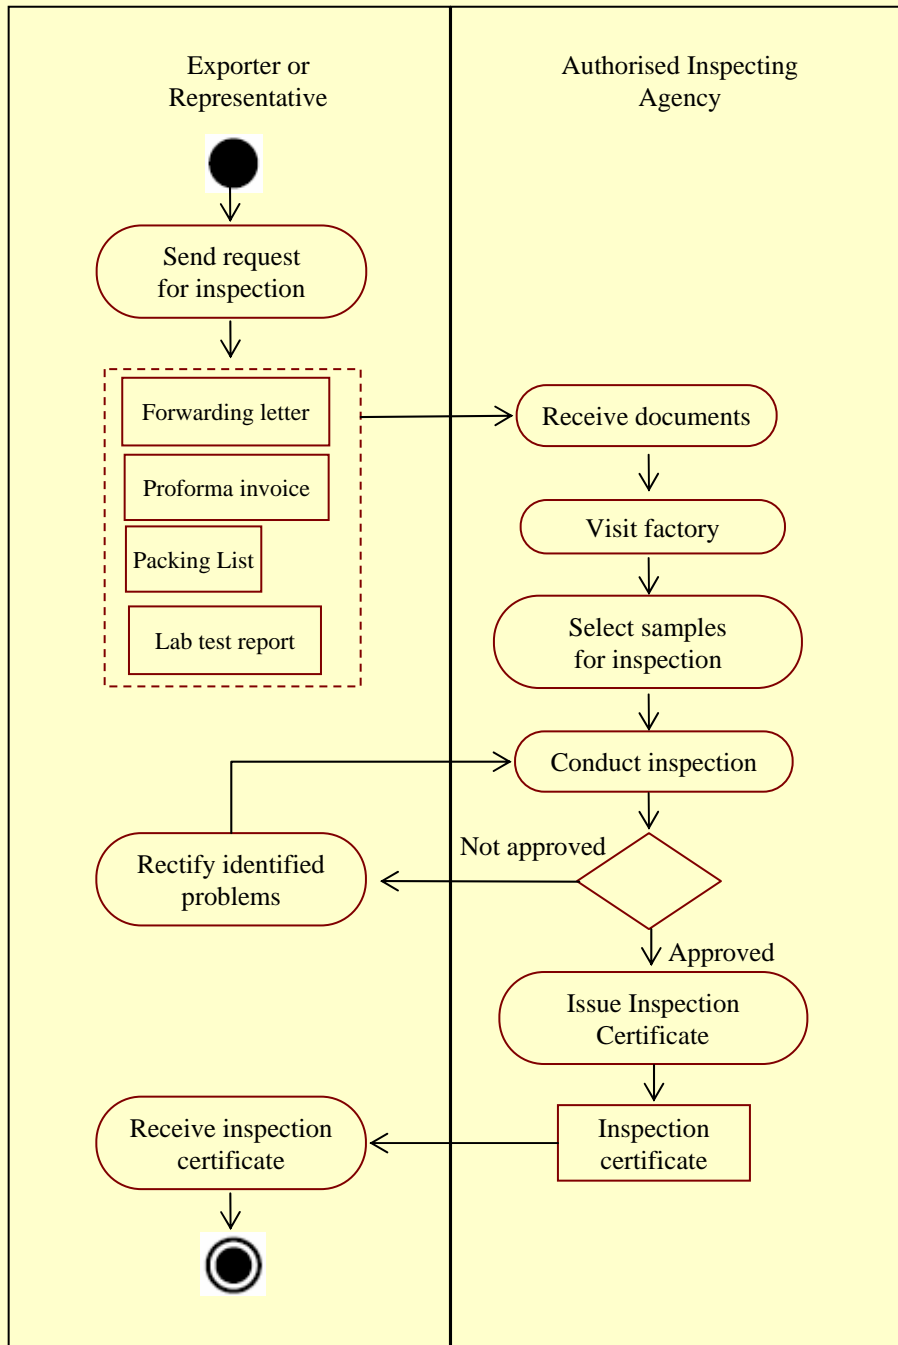 Exporter or
Representative
Authorised Inspecting
Agency
Send request
for inspection
Forwarding letter
Proforma invoice
Packing List
Lab test report
Receive documents
Visit factory
Select samples
for inspection
Conduct inspection
Not approved
Rectify identified
problems
Approved
Issue Inspection
Certificate
Inspection
certificate
Receive inspection
certificate